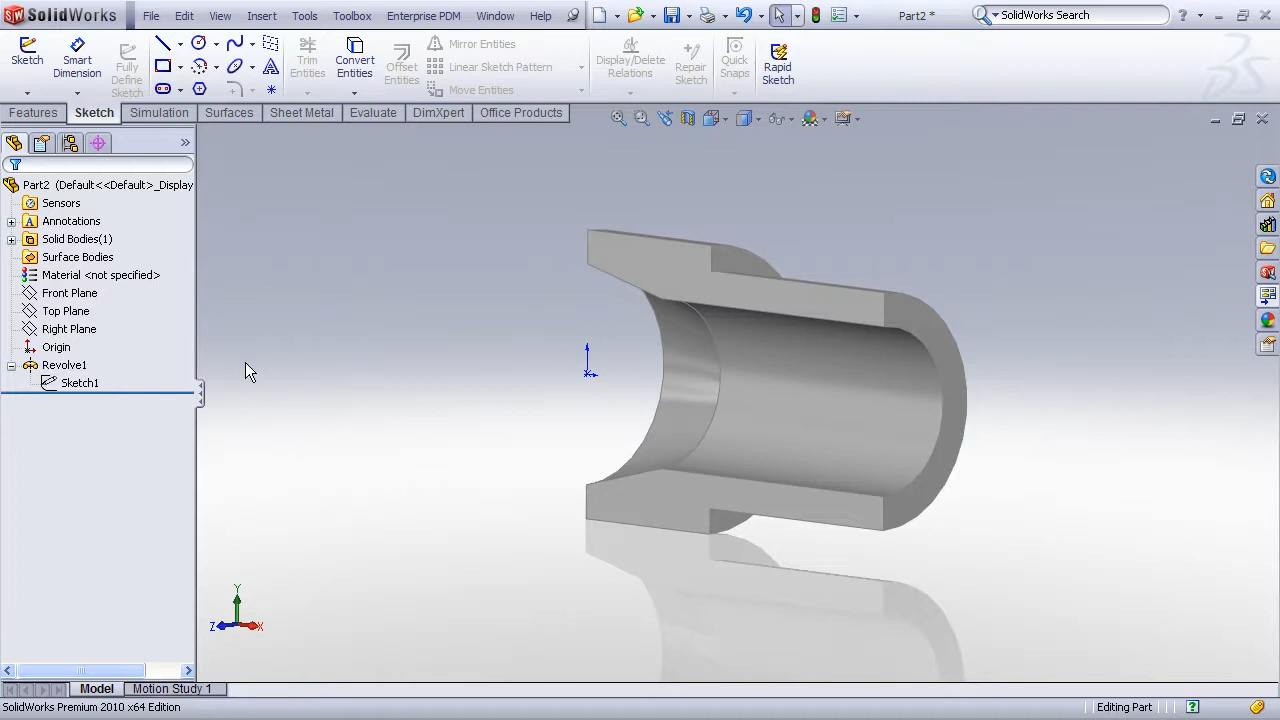 SolidWorks File Edit View Insert Tools Toolbox Enterprise PDM Window Help Part2 * SolidWorks Search
Sketch Smart Dimension Fully Define Sketch Trim Entities Convert Entities Offset Entities Mirror Entities Linear Sketch Pattern Move Entities Display/Delete Relations Repair Sketch Quick Snaps Rapid Sketch
Features Sketch Simulation Surfaces Sheet Metal Evaluate DimXpert Office Products
Part2 (Default<<Default>_Display
Sensors
Annotations
Solid Bodies(1)
Surface Bodies
Material <not specified>
Front Plane
Top Plane
Right Plane
Origin
Revolve1
Sketch1
Y
Z X
Model Motion Study 1
SolidWorks Premium 2010 x64 Edition Editing Part